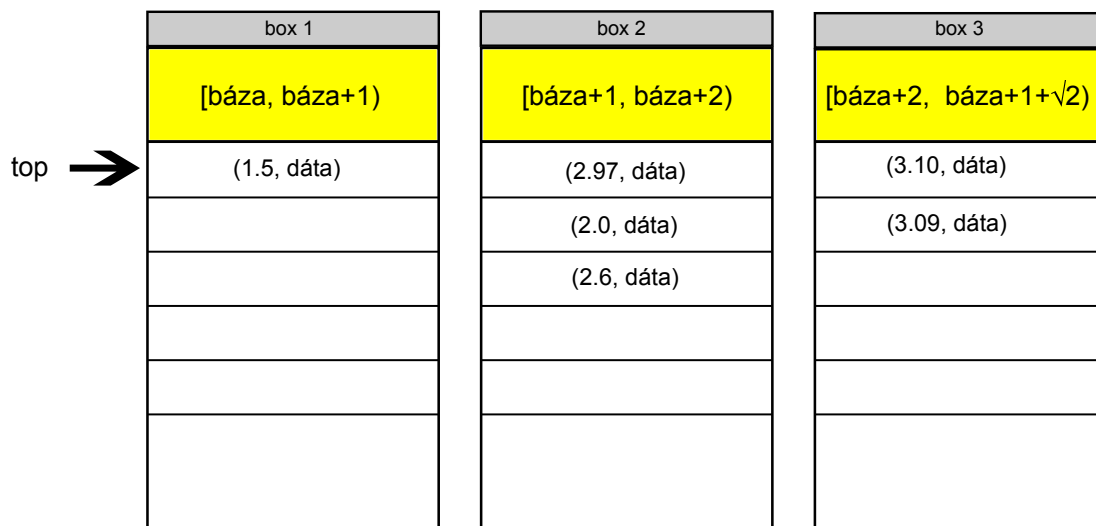 box 1
box 2
box 3
[báza, báza+1)
[báza+1, báza+2)
[báza+2, báza+1+√2)
top
(1.5, dáta)
(2.97, dáta)
(3.10, dáta)
(2.0, dáta)
(3.09, dáta)
(2.6, dáta)